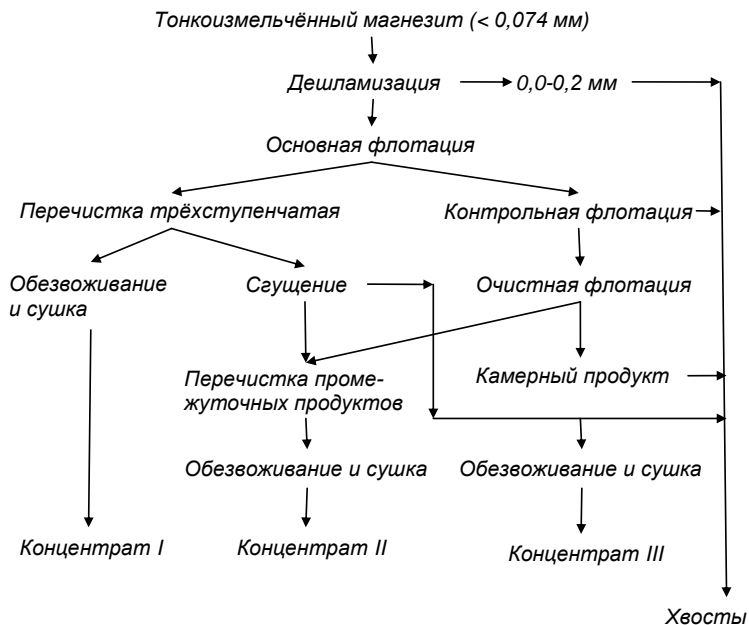 Тонкоизмельчённый магнезит (< 0,074 мм)
Дешламизация
0,0-0,2 мм
Основная флотация
Перечистка трёхступенчатая
Контрольная флотация
Обезвоживание
и сушка
Сгущение
Очистная флотация
Перечистка проме-
жуточных продуктов
Камерный продукт
Обезвоживание и сушка
Обезвоживание и сушка
Концентрат I
Концентрат II
Концентрат III
Хвосты